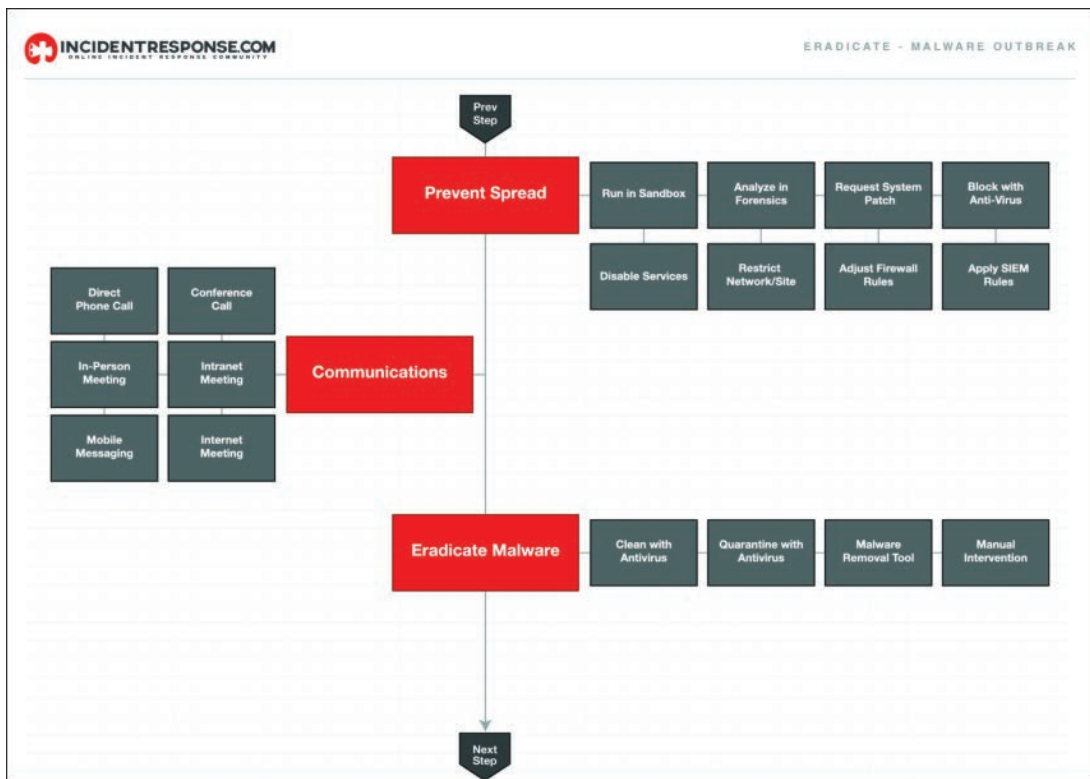 INCIDENTRESPONSE.COM
ONLINE INCIDENT RESPONSE COMMUNITY
ERADICATE - MALWARE OUTBREAK
Prev
Step
Prevent Spread
Run in Sandbox
Analyze in
Forensics
Request System
Patch
Block with
Anti-Virus
Disable Services
Restrict
Network/Site
Adjust Firewall
Rules
Apply SIEM
Rules
Direct
Phone Call
Conference
Call
In-Person
Meeting
Intranet
Meeting
Mobile
Messaging
Internet
Meeting
Communications
Eradicate Malware
Clean with
Antivirus
Quarantine with
Antivirus
Malware
Removal Tool
Manual
Intervention
Next
Step